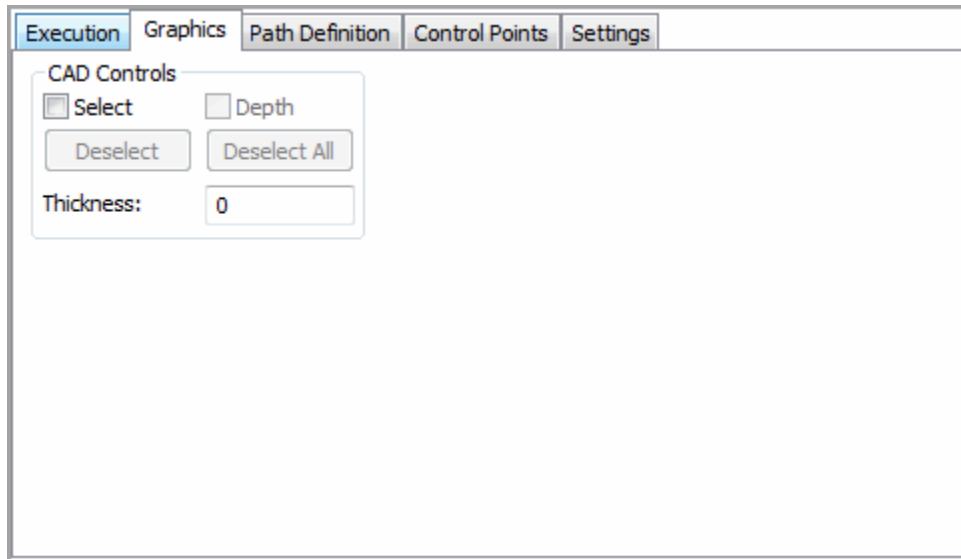 Execution Graphics Path Definition Control Points Settings
CAD Controls
Select Depth
Deselect Deselect All
Thickness: 0